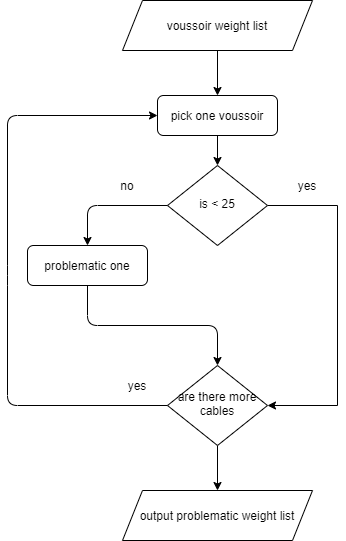 voussoir weight list
pick one voussoir
no
yes
is < 25
problematic one
yes
are there more
cables
output problematic weight list